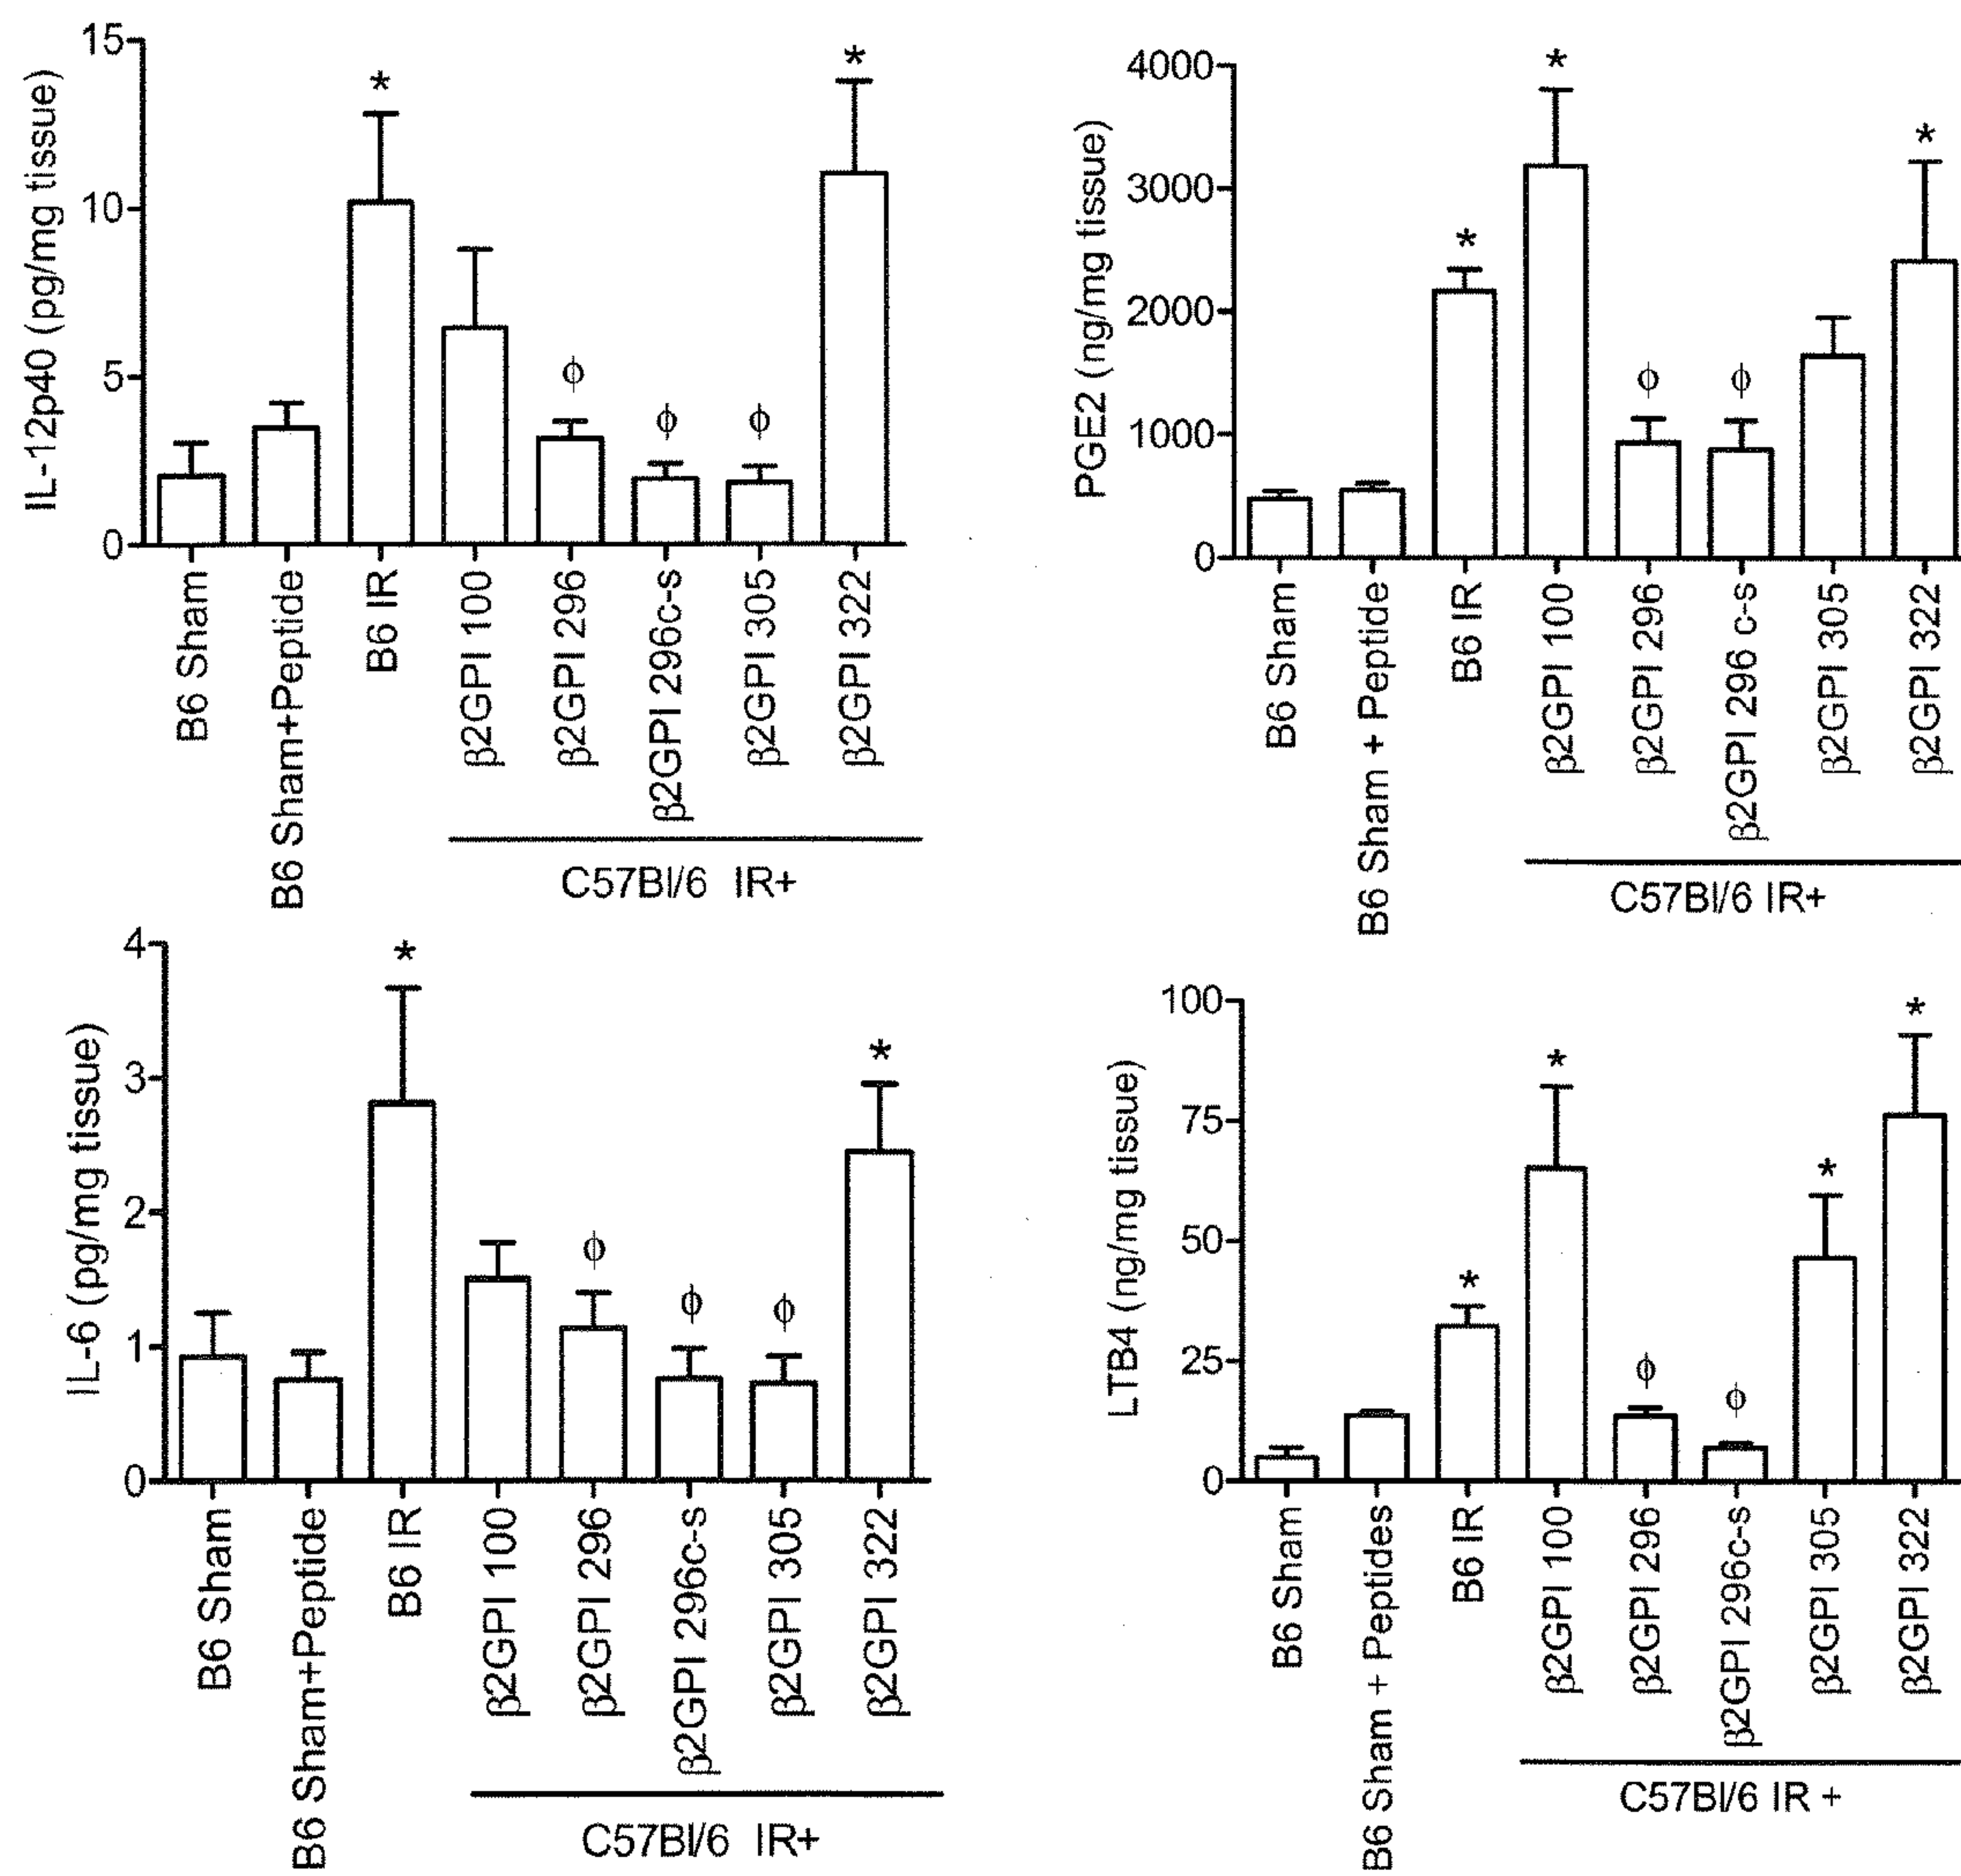 IL-12p40 (pg/mg tissue)
15
10
5
0
*
ϕ
ϕ
ϕ
*
B6 Sham
B6 Sham+Peptide
B6 IR
β2GPI 100
β2GPI 296
β2GPI 296c-s
β2GPI 305
β2GPI 322
C57Bl/6 IR+
PGE2 (ng/mg tissue)
4000
3000
2000
1000
0
*
*
ϕ
ϕ
*
B6 Sham
B6 Sham + Peptide
B6 IR
β2GPI 100
β2GPI 296
β2GPI 296 c-s
β2GPI 305
β2GPI 322
C57Bl/6 IR+
IL-6 (pg/mg tissue)
4
3
2
1
0
*
ϕ
ϕ
ϕ
*
B6 Sham
B6 Sham+Peptide
B6 IR
β2GPI 100
β2GPI 296
β2GPI 296c-s
β2GPI 305
β2GPI 322
C57Bl/6 IR+
LTB4 (ng/mg tissue)
100
75
50
25
0
*
*
ϕ
ϕ
*
*
B6 Sham
B6 Sham + Peptides
B6 IR
β2GPI 100
β2GPI 296
β2GPI 296c-s
β2GPI 305
β2GPI 322
C57Bl/6 IR +